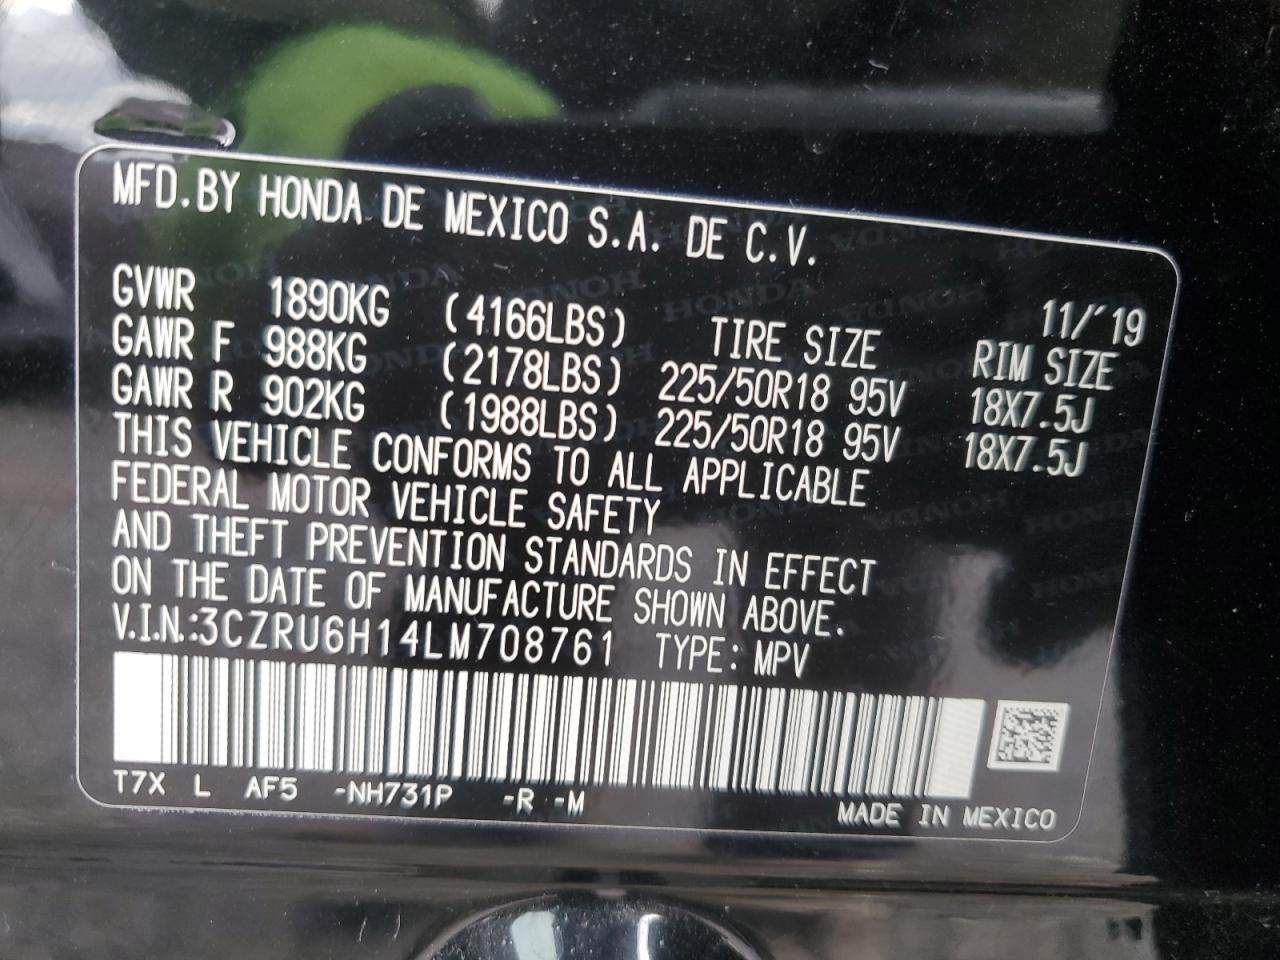 MFD.BY HONDA DE MEXICO S.A. DE C.V.
11/´19
GVWR 1890KG (4166LBS) TIRE SIZE RIM SIZE
GAWR F 988KG (2178LBS) 225/50R18 95V 18X7.5J
GAWR R 902KG (1988LBS) 225/50R18 95V 18X7.5J
THIS VEHICLE CONFORMS TO ALL APPLICABLE
FEDERAL MOTOR VEHICLE SAFETY
AND THEFT PREVENTION STANDARDS IN EFFECT
ON THE DATE OF MANUFACTURE SHOWN ABOVE.
V.I.N.:3CZRU6H14LM708761 TYPE: MPV
T7X L AF5 -NH731P -R -M
MADE IN MEXICO